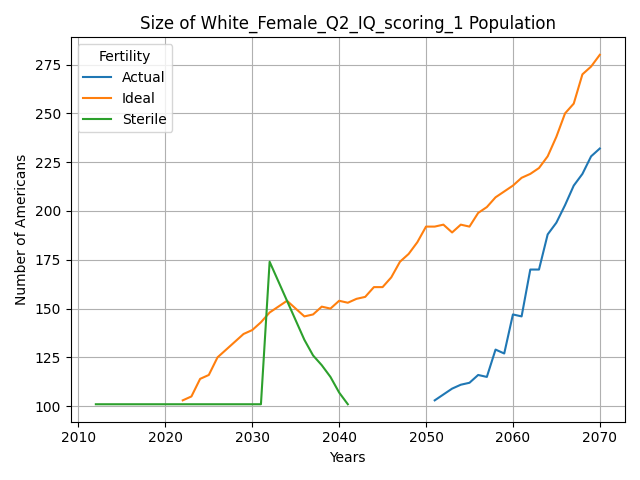 Size of White_Female_Q2_IQ_scoring_1 Population
Fertility
Actual
Ideal
Sterile
Number of Americans
275
250
225
200
175
150
125
100
2010
2020
2030
2040
2050
2060
2070
Years